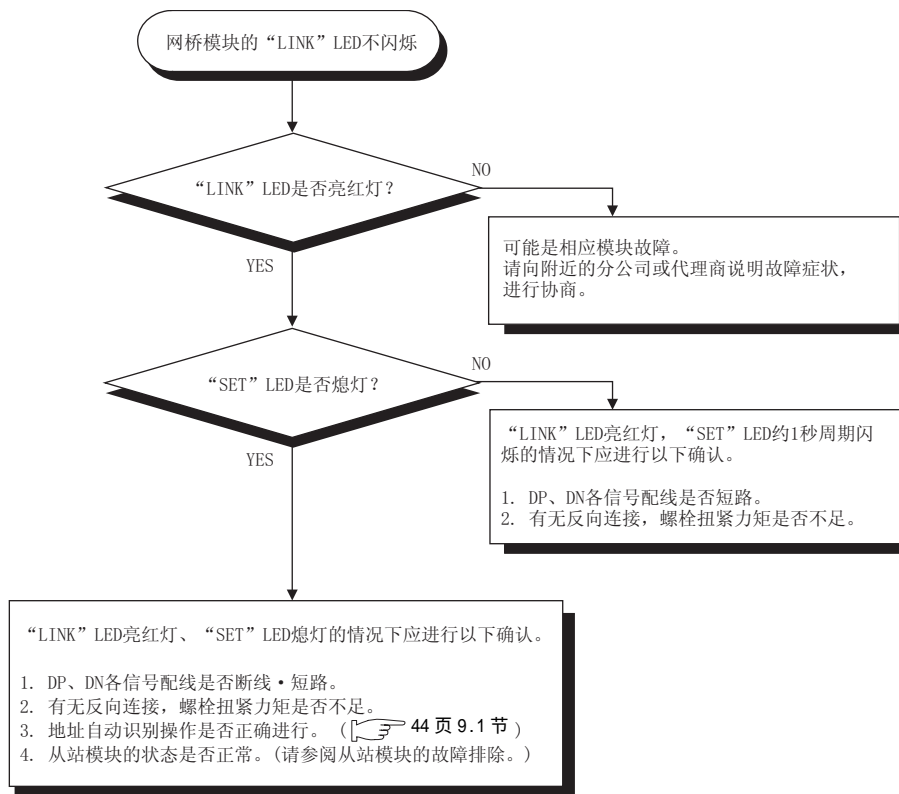 网桥模块的“LINK”LED不闪烁
“LINK”LED是否亮红灯？
NO
YES
可能是相应模块故障。
请向附近的分公司或代理商说明故障症状，
进行协商。
“SET”LED是否熄灯？
NO
YES
“LINK”LED亮红灯，“SET”LED约1秒周期闪
烁的情况下应进行以下确认。
1. DP、DN各信号配线是否短路。
2. 有无反向连接，螺栓扭紧力矩是否不足。
“LINK”LED亮红灯、“SET”LED熄灯的情况下应进行以下确认。
1. DP、DN各信号配线是否断线·短路。
2. 有无反向连接，螺栓扭紧力矩是否不足。
3. 地址自动识别操作是否正确进行。（44 页 9.1 节）
4. 从站模块的状态是否正常。(请参阅从站模块的故障排除。)